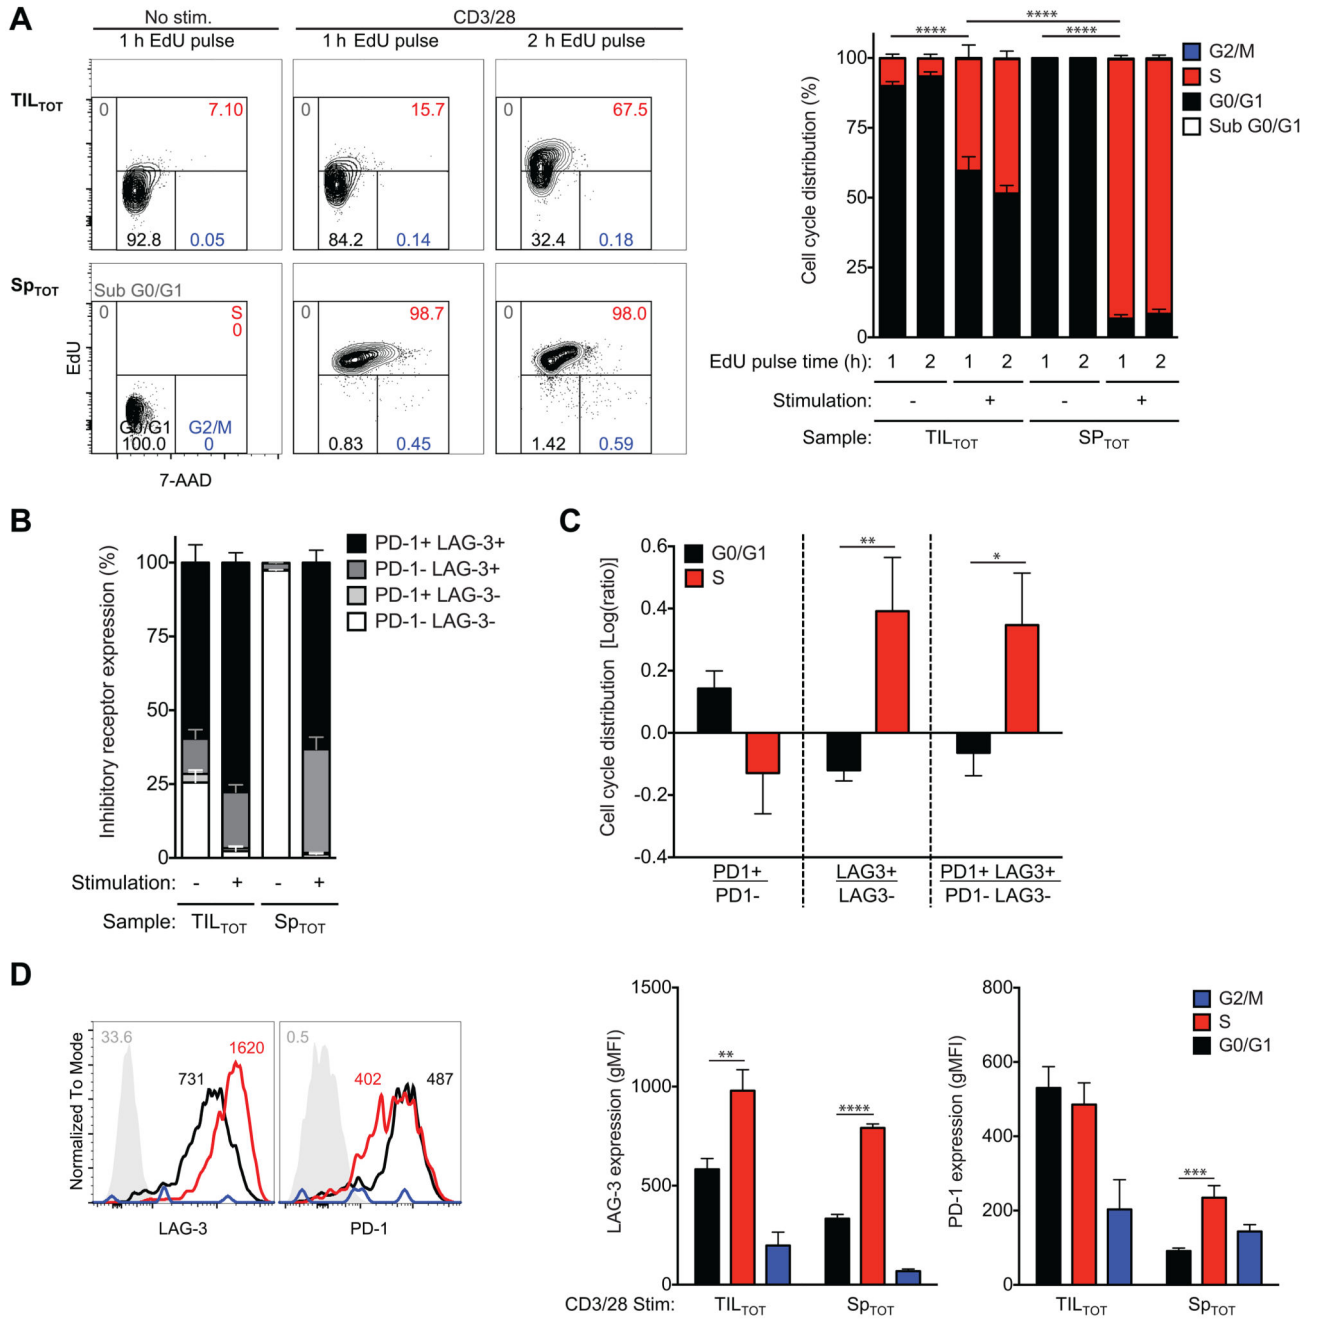 A
No stim.
CD3/28
1 h EdU pulse
1 h EdU pulse
2 h EdU pulse
TILTOT
0
7.10
92.8
0.05
0
15.7
84.2
0.14
0
67.5
32.4
0.18
SpTOT
Sub G0/G1
0
S
0
G0/G1
100.0
G2/M
0
0
98.7
0.83
0.45
0
98.0
1.42
0.59
EdU
7-AAD
****
****
****
Cell cycle distribution (%)
100
75
50
25
0
G2/M
S
G0/G1
Sub G0/G1
EdU pulse time (h): 1 2 1 2 1 2 1 2
Stimulation: - + - +
Sample: TILTOT SPTOT
B
Inhibitory receptor expression (%)
100
75
50
25
0
PD-1+ LAG-3+
PD-1- LAG-3+
PD-1+ LAG-3-
PD-1- LAG-3-
Stimulation: - + - +
Sample: TILTOT SpTOT
C
Cell cycle distribution [Log(ratio)]
0.6
0.4
0.2
0.0
-0.2
-0.4
G0/G1
S
**
*
PD1+
PD1-
LAG3+
LAG3-
PD1+ LAG3+
PD1- LAG3-
D
Normalized To Mode
33.6
731
1620
LAG-3
0.5
402
487
PD-1
LAG-3 expression (gMFI)
1500
1000
500
0
**
****
CD3/28 Stim: TILTOT SpTOT
PD-1 expression (gMFI)
800
600
400
200
0
***
G2/M
S
G0/G1
TILTOT SpTOT